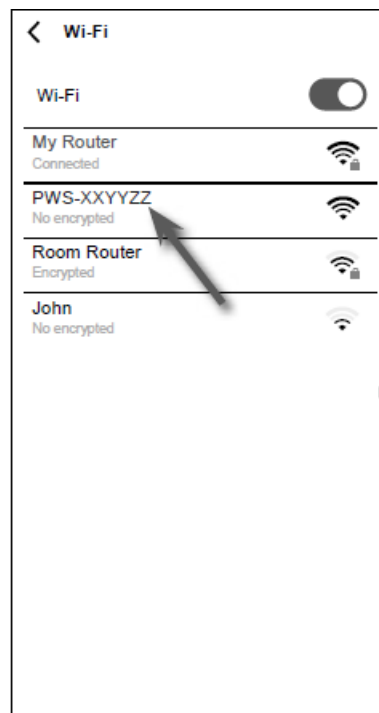 Wi-Fi
Wi-Fi
My Router
Connected
PWS-XXYYZZ
No encrypted
Room Router
Encrypted
John
No encrypted